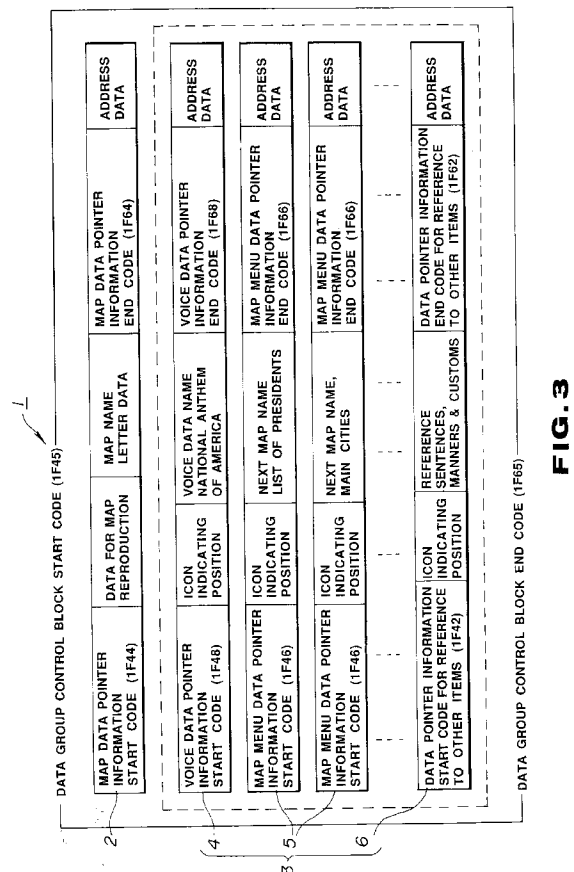 1
DATA GROUP CONTROL BLOCK START CODE (1F45)
2
MAP DATA POINTER
INFORMATION
START CODE (1F44)
DATA FOR MAP
REPRODUCTION
MAP NAME
LETTER DATA
MAP DATA POINTER
INFORMATION
END CODE (1F64)
ADDRESS
DATA
3
4
VOICE DATA POINTER
INFORMATION
START CODE (1F48)
ICON
INDICATING
POSITION
VOICE DATA NAME
NATIONAL ANTHEM
OF AMERICA
VOICE DATA POINTER
INFORMATION
END CODE (1F68)
ADDRESS
DATA
5
MAP MENU DATA POINTER
INFORMATION
START CODE (1F46)
ICON
INDICATING
POSITION
NEXT MAP NAME
LIST OF PRESIDENTS
MAP MENU DATA POINTER
INFORMATION
END CODE (1F66)
ADDRESS
DATA
MAP MENU DATA POINTER
INFORMATION
START CODE (1F46)
ICON
INDICATING
POSITION
NEXT MAP NAME,
MAIN CITIES
MAP MENU DATA POINTER
INFORMATION
END CODE (1F66)
ADDRESS
DATA
6
DATA POINTER INFORMATION
START CODE FOR REFERENCE
TO OTHER ITEMS (1F42)
ICON
INDICATING
POSITION
REFERENCE
SENTENCES,
MANNERS & CUSTOMS
DATA POINTER INFORMATION
END CODE FOR REFERENCE
TO OTHER ITEMS (1F62)
ADDRESS
DATA
DATA GROUP CONTROL BLOCK END CODE (1F65)
FIG.3